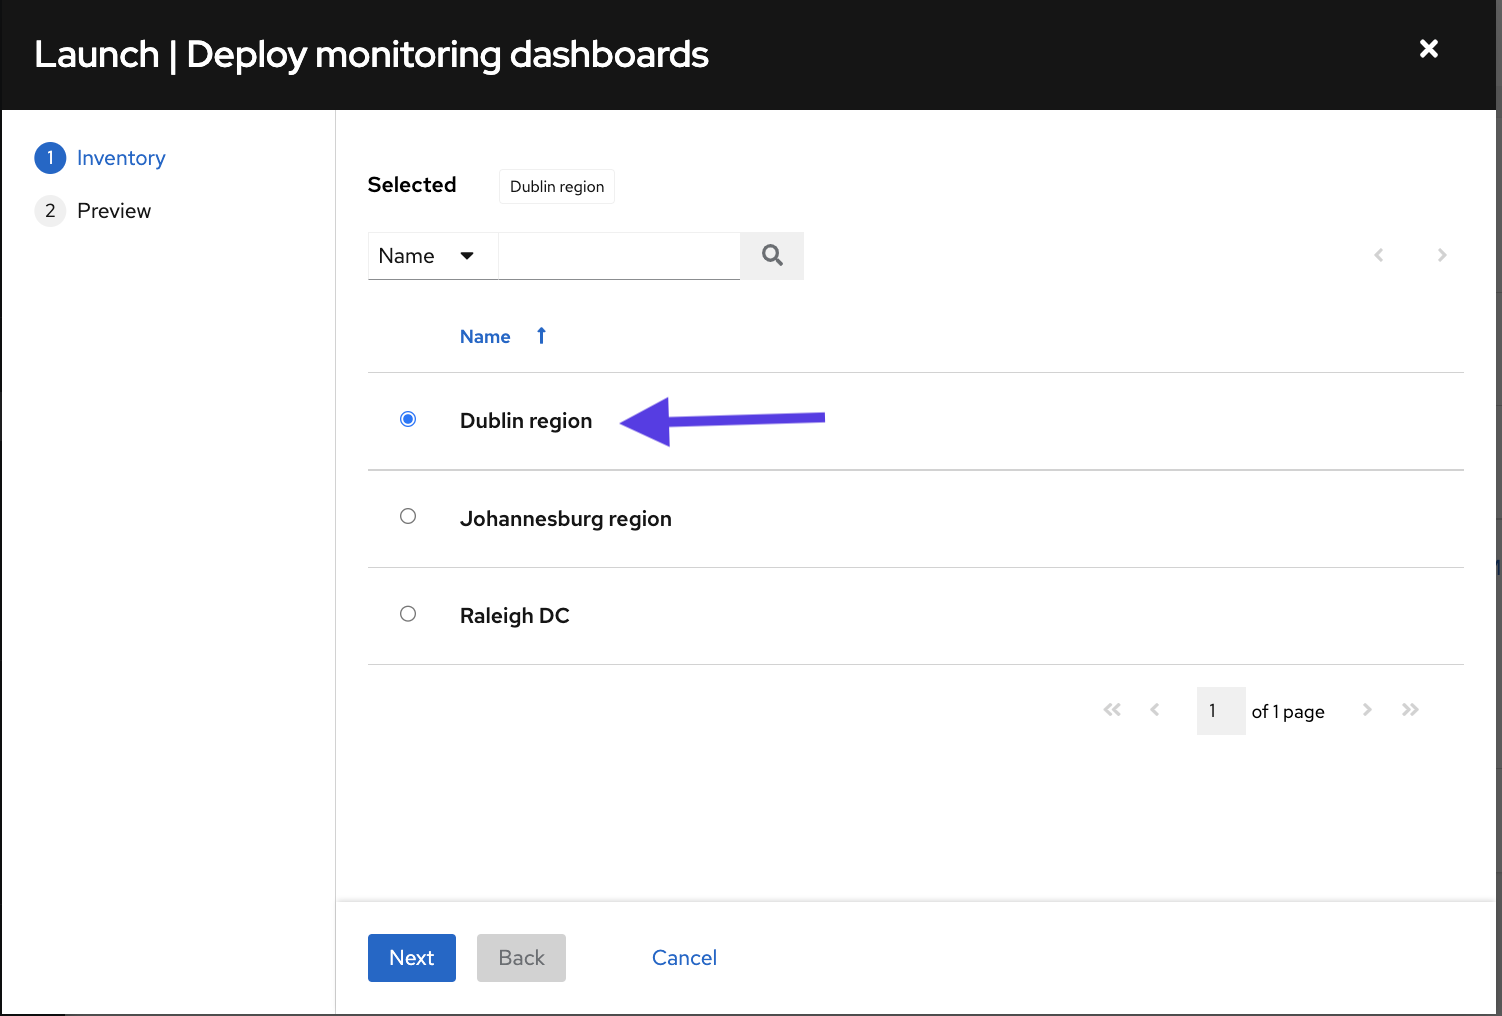 Launch | Deploy monitoring dashboards
1 Inventory
2 Preview
Selected Dublin region
Name
Name
Dublin region
Johannesburg region
Raleigh DC
1 of 1 page
Next Back Cancel